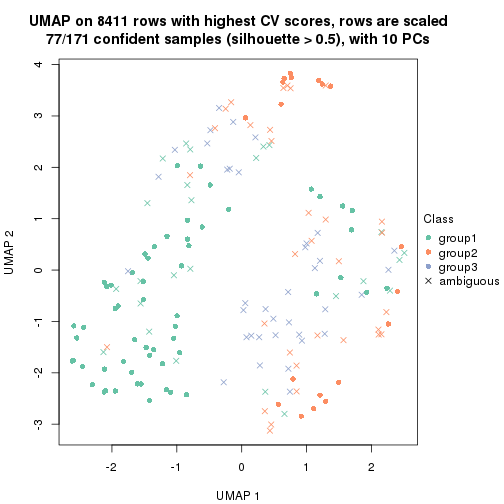 UMAP on 8411 rows with highest CV scores, rows are scaled
77/171 confident samples (silhouette > 0.5), with 10 PCs
4
3
2
1
0
-1
-2
-3
UMAP 2
-2
-1
0
1
2
UMAP 1
Class
group1
group2
group3
ambiguous